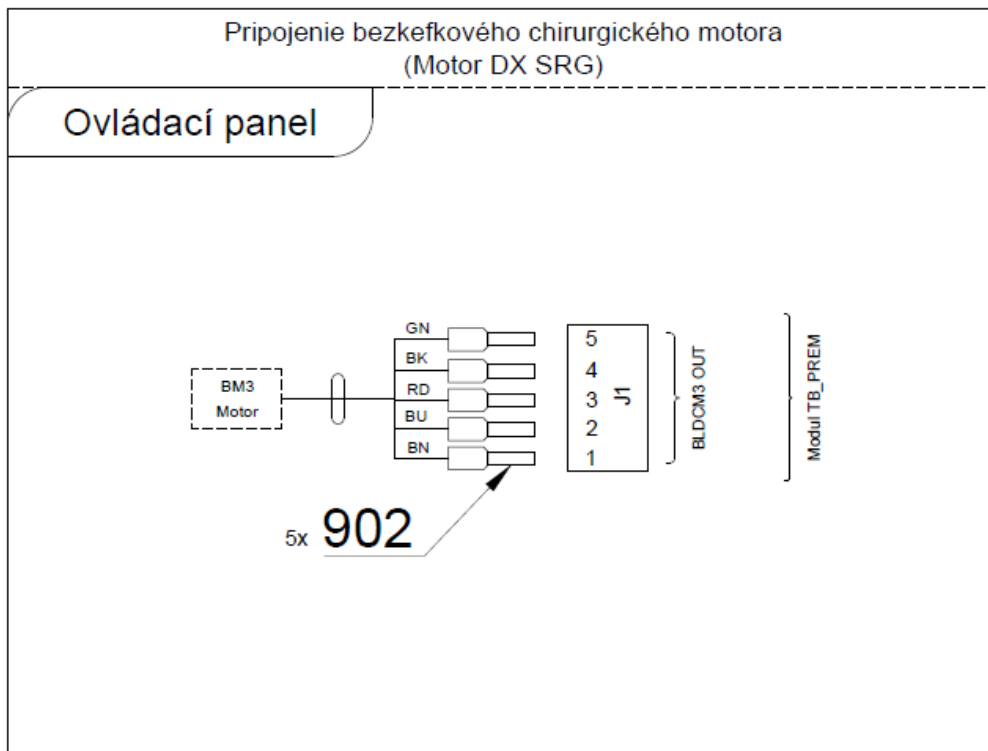 Pripojenie bezkefkového chirurgického motora
(Motor DX SRG)
Ovládací panel
BM3
Motor
GN
BK
RD
BU
BN
5
4
3
2
1
J1
BLDCM3 OUT
Modul TB_PREM
5x 902